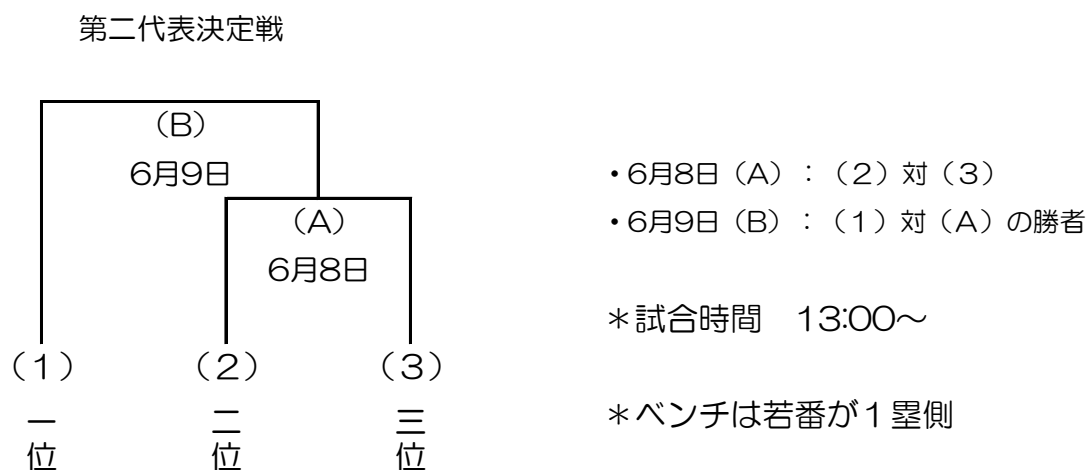 第二代表決定戦
（B）
6月9日
（A）
6月8日
（1）
（2）
（3）
一位
二位
三位
・6月8日（A）：（2）対（3）
・6月9日（B）：（1）対（A）の勝者
＊試合時間　13:00～
＊ベンチは若番が１塁側